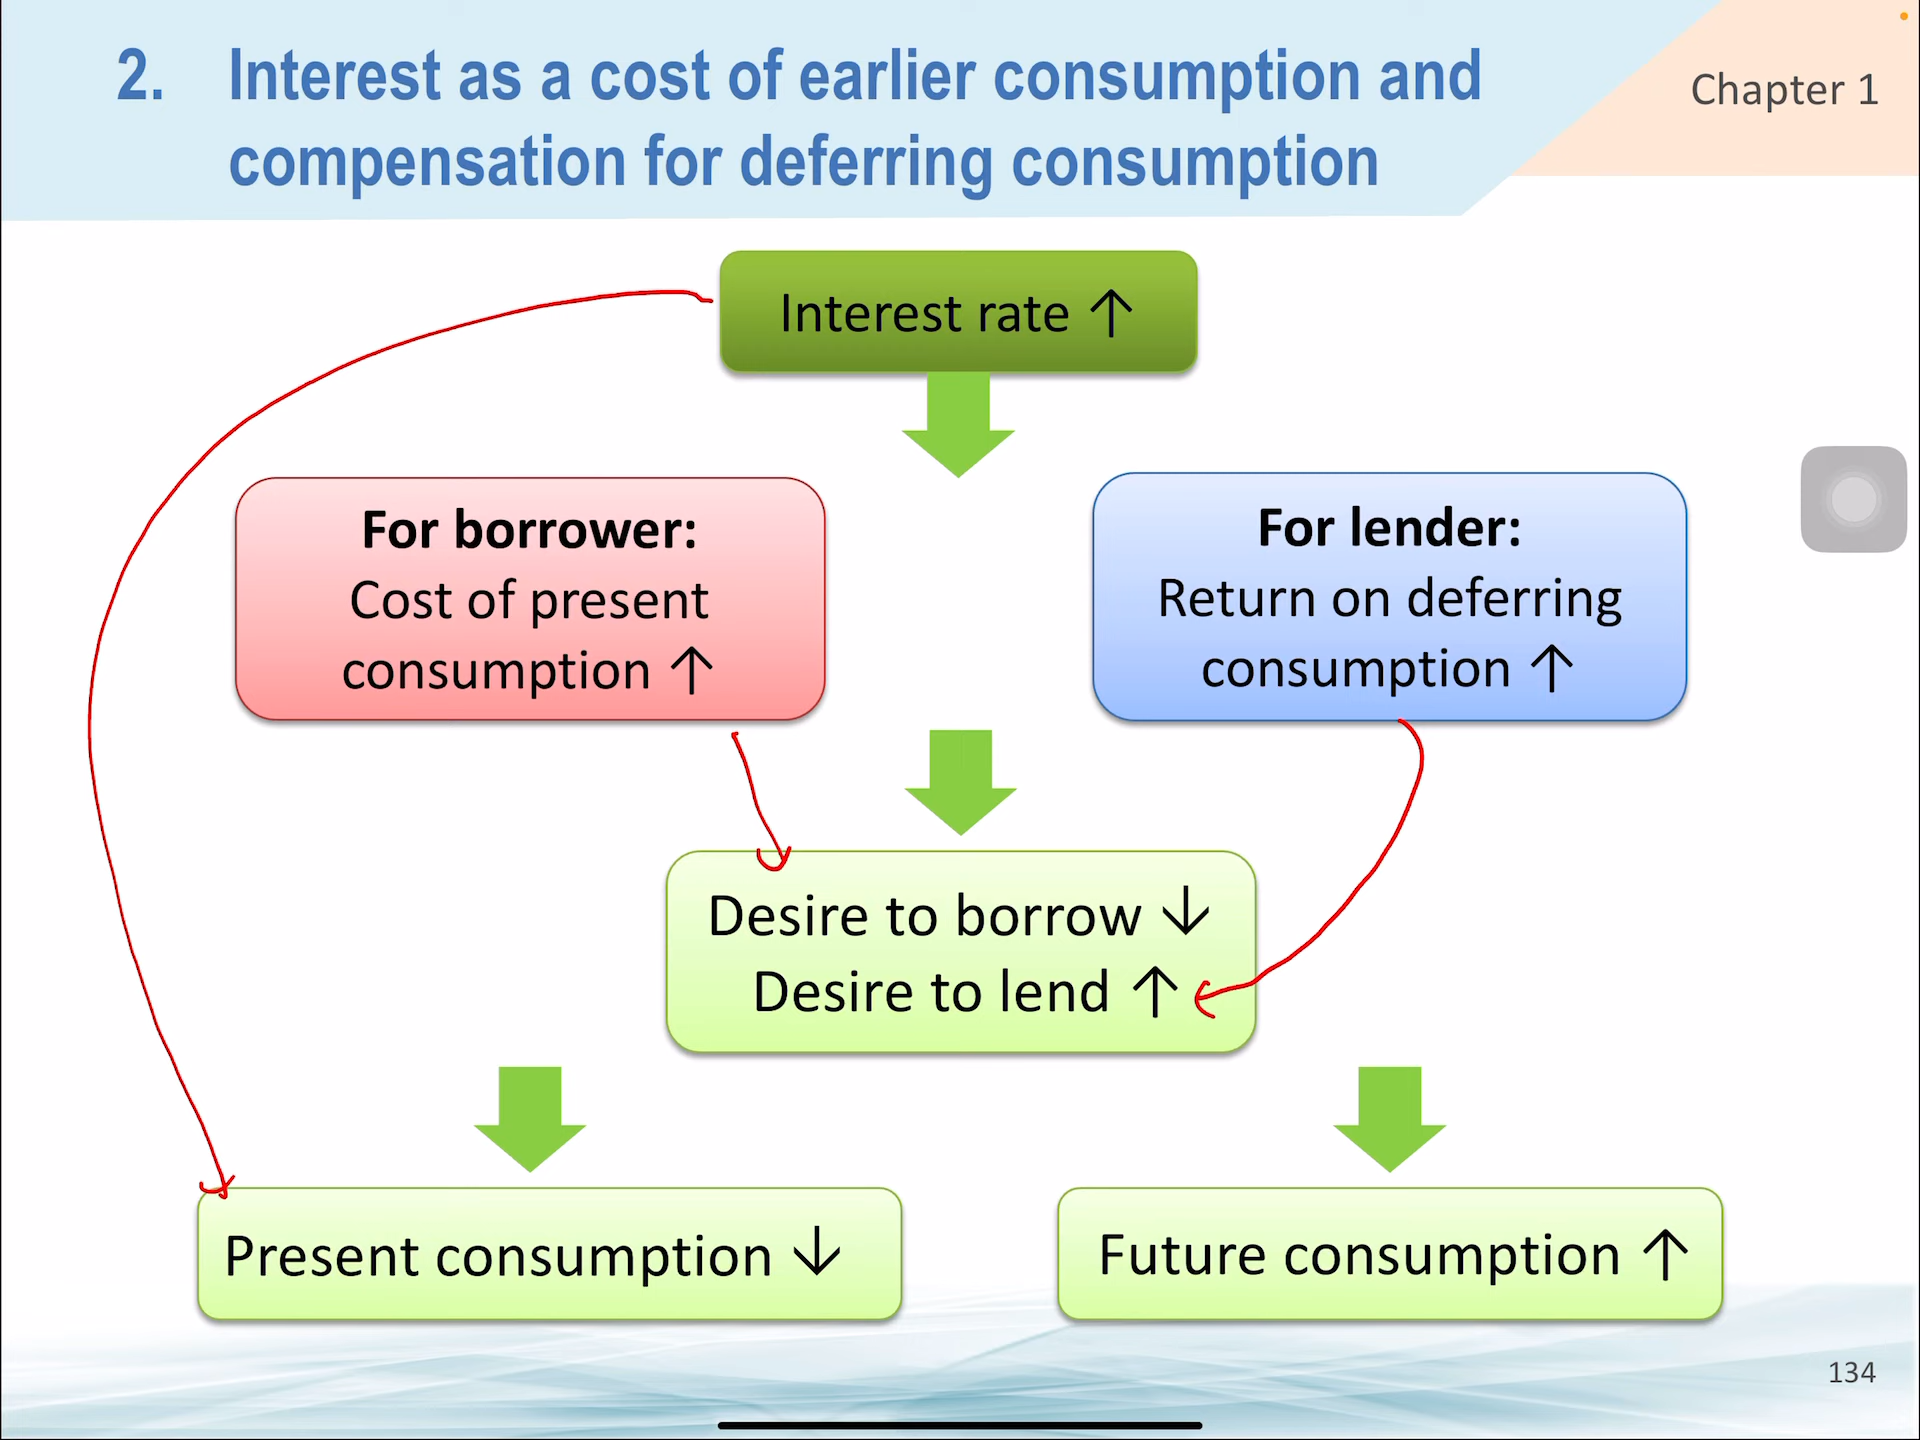 2. Interest as a cost of earlier consumption and
compensation for deferring consumption
Chapter 1
Interest rate ↑
For borrower:
Cost of present
consumption ↑
For lender:
Return on deferring
consumption ↑
Desire to borrow ↓
Desire to lend ↑
Present consumption ↓
Future consumption ↑
134